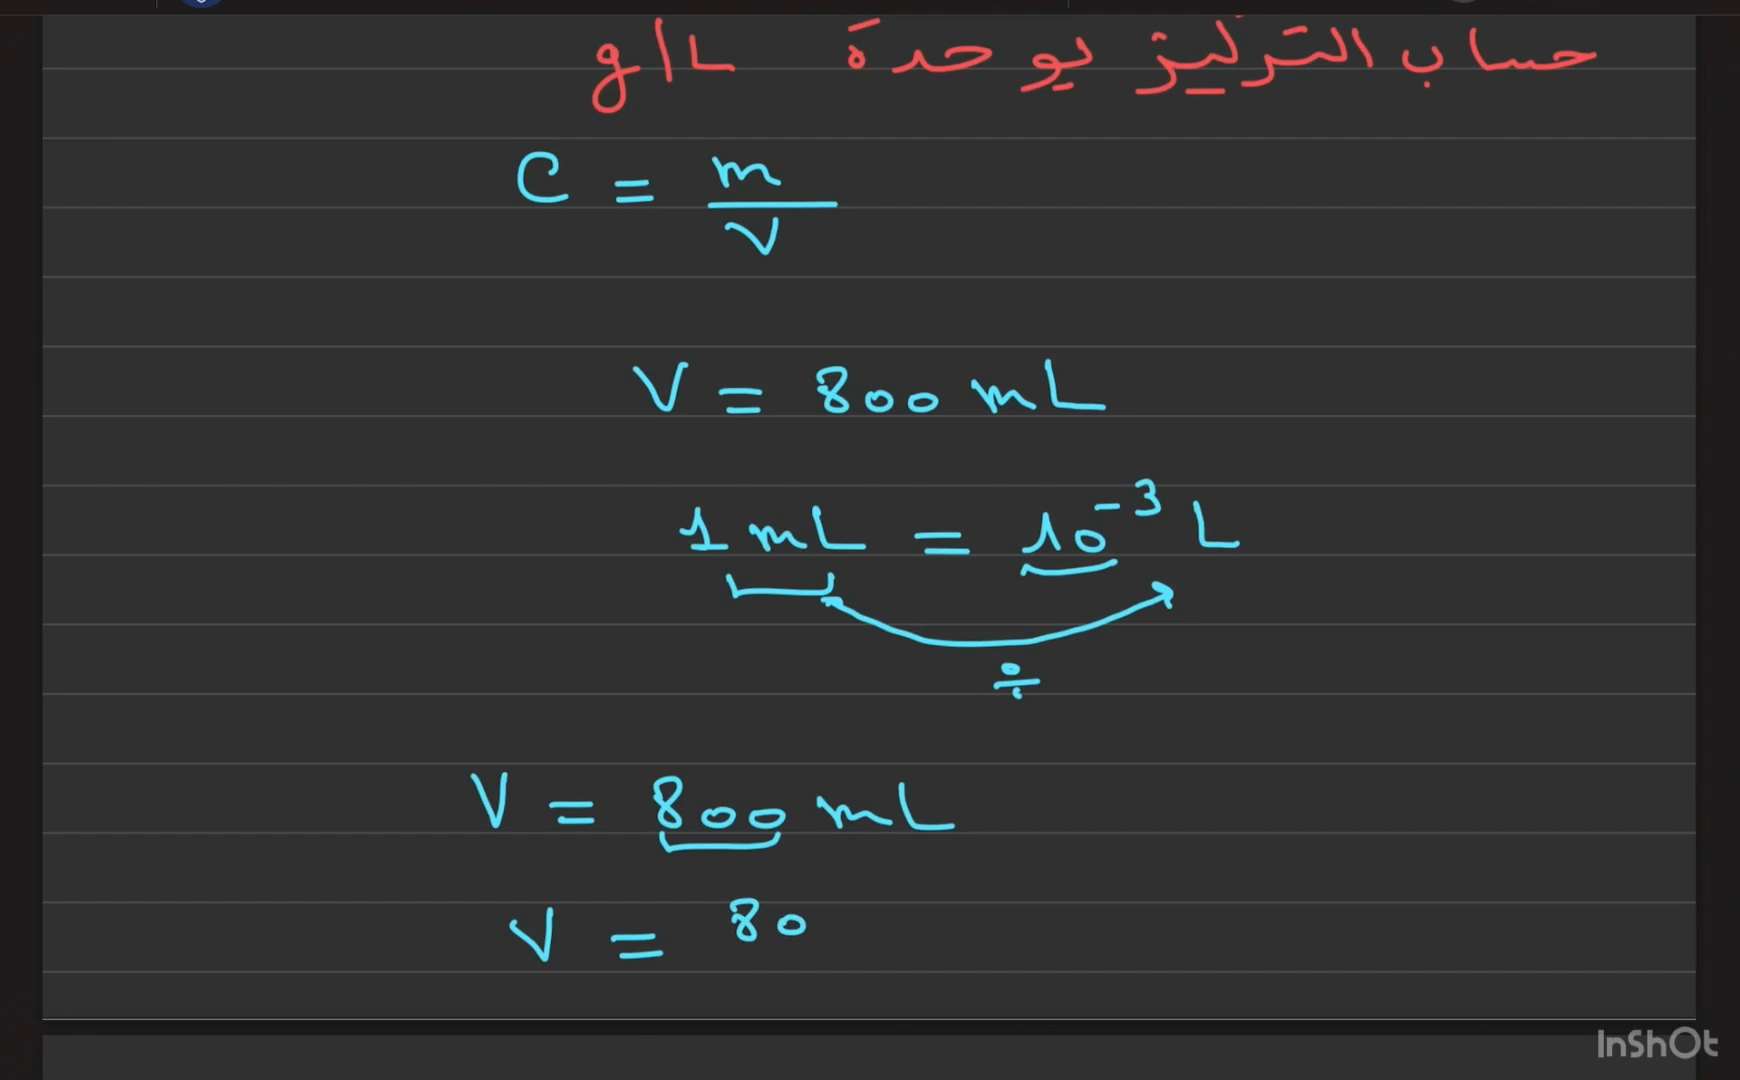 حساب التركيز بوحدة g/L
C = m / V
V = 800 mL
1 mL = 10⁻³ L
÷
V = 800 mL
V = 80
InShOt